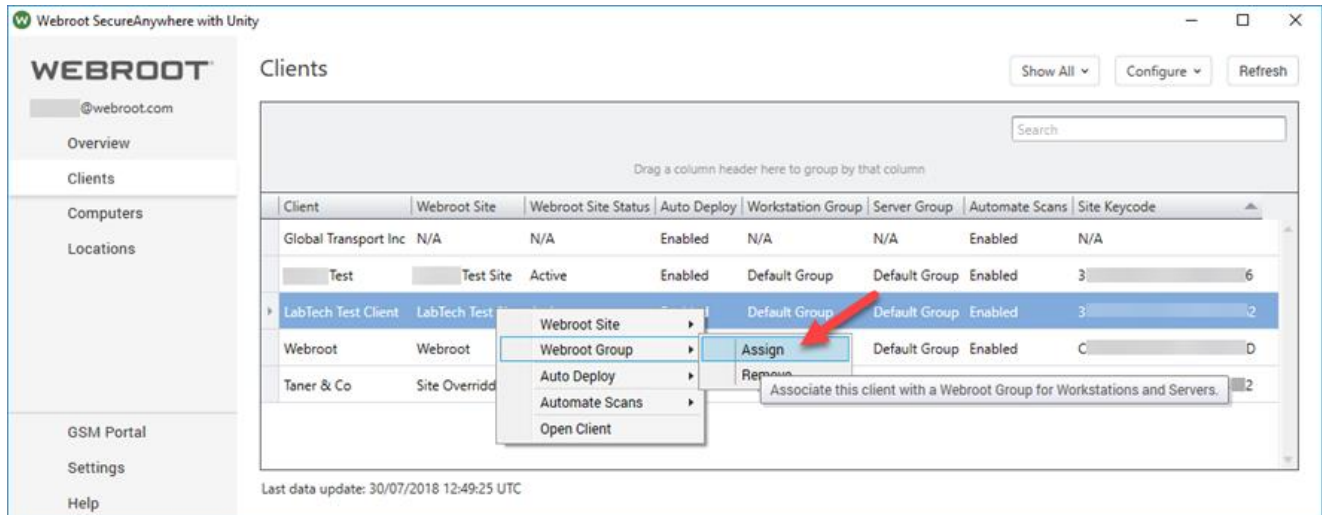 Webroot SecureAnywhere with Unity
WEBROOT
@webroot.com
Overview
Clients
Computers
Locations
GSM Portal
Settings
Help
Clients
Show All Configure Refresh
Search
Drag a column header here to group by that column
Client Webroot Site Webroot Site Status Auto Deploy Workstation Group Server Group Automate Scans Site Keycode
Global Transport Inc N/A N/A Enabled N/A N/A Enabled N/A
Test Test Site Active Enabled Default Group Default Group Enabled 3 6
LabTech Test Client LabTech Test Default Group Default Group Enabled 3 2
Webroot Webroot Default Group Enabled C D
Taner & Co Site Overridd 2
Webroot Site
Webroot Group
Auto Deploy
Automate Scans
Open Client
Assign
Remove
Associate this client with a Webroot Group for Workstations and Servers.
Last data update: 30/07/2018 12:49:25 UTC